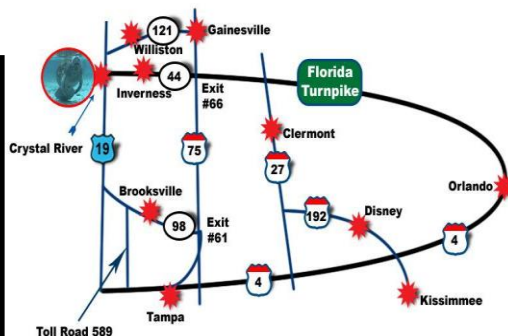 121
Gainesville
Williston
44
Inverness
Exit
#66
Florida
Turnpike
Crystal River
19
75
Clermont
27
Brooksville
98
Exit
#61
192
Disney
Orlando
4
4
Kissimmee
Tampa
Toll Road 589